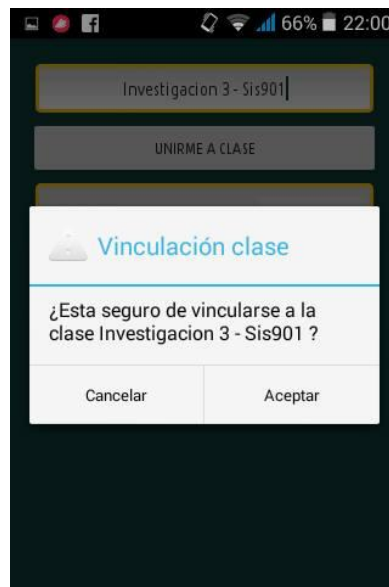 66% 22:00
Investigacion 3 - Sis901
UNIRME A CLASE
Vinculación clase
¿Esta seguro de vincularse a la
clase Investigacion 3 - Sis901 ?
Cancelar Aceptar